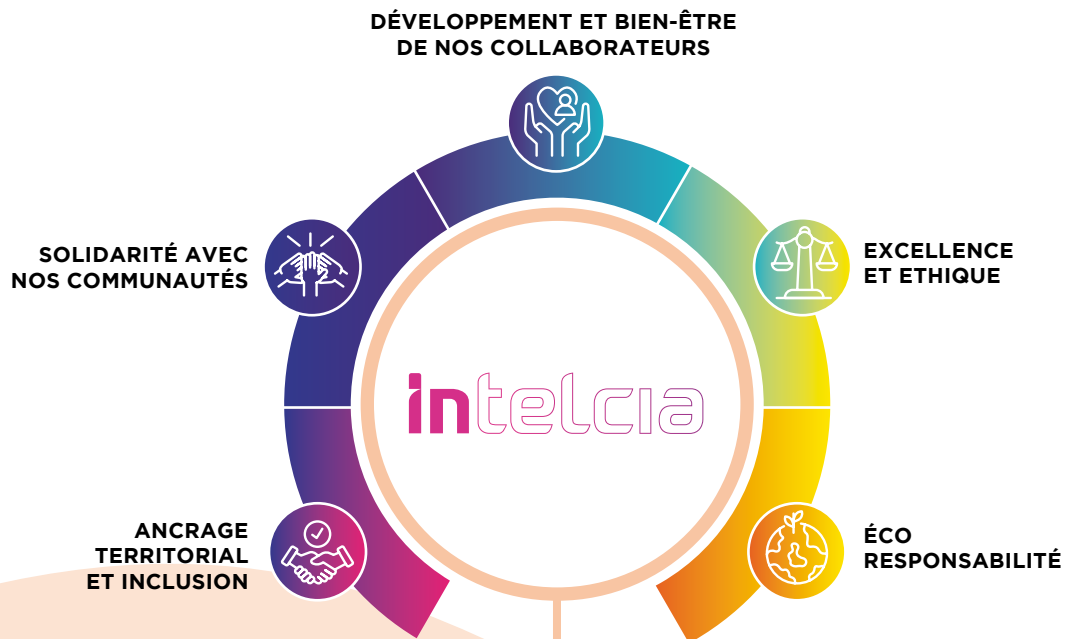 DÉVELOPPEMENT ET BIEN-ÊTRE
DE NOS COLLABORATEURS
SOLIDARITÉ AVEC
NOS COMMUNAUTÉS
EXCELLENCE
ET ETHIQUE
intelcia
ANCRAGE
TERRITORIAL
ET INCLUSION
ÉCO
RESPONSABILITÉ